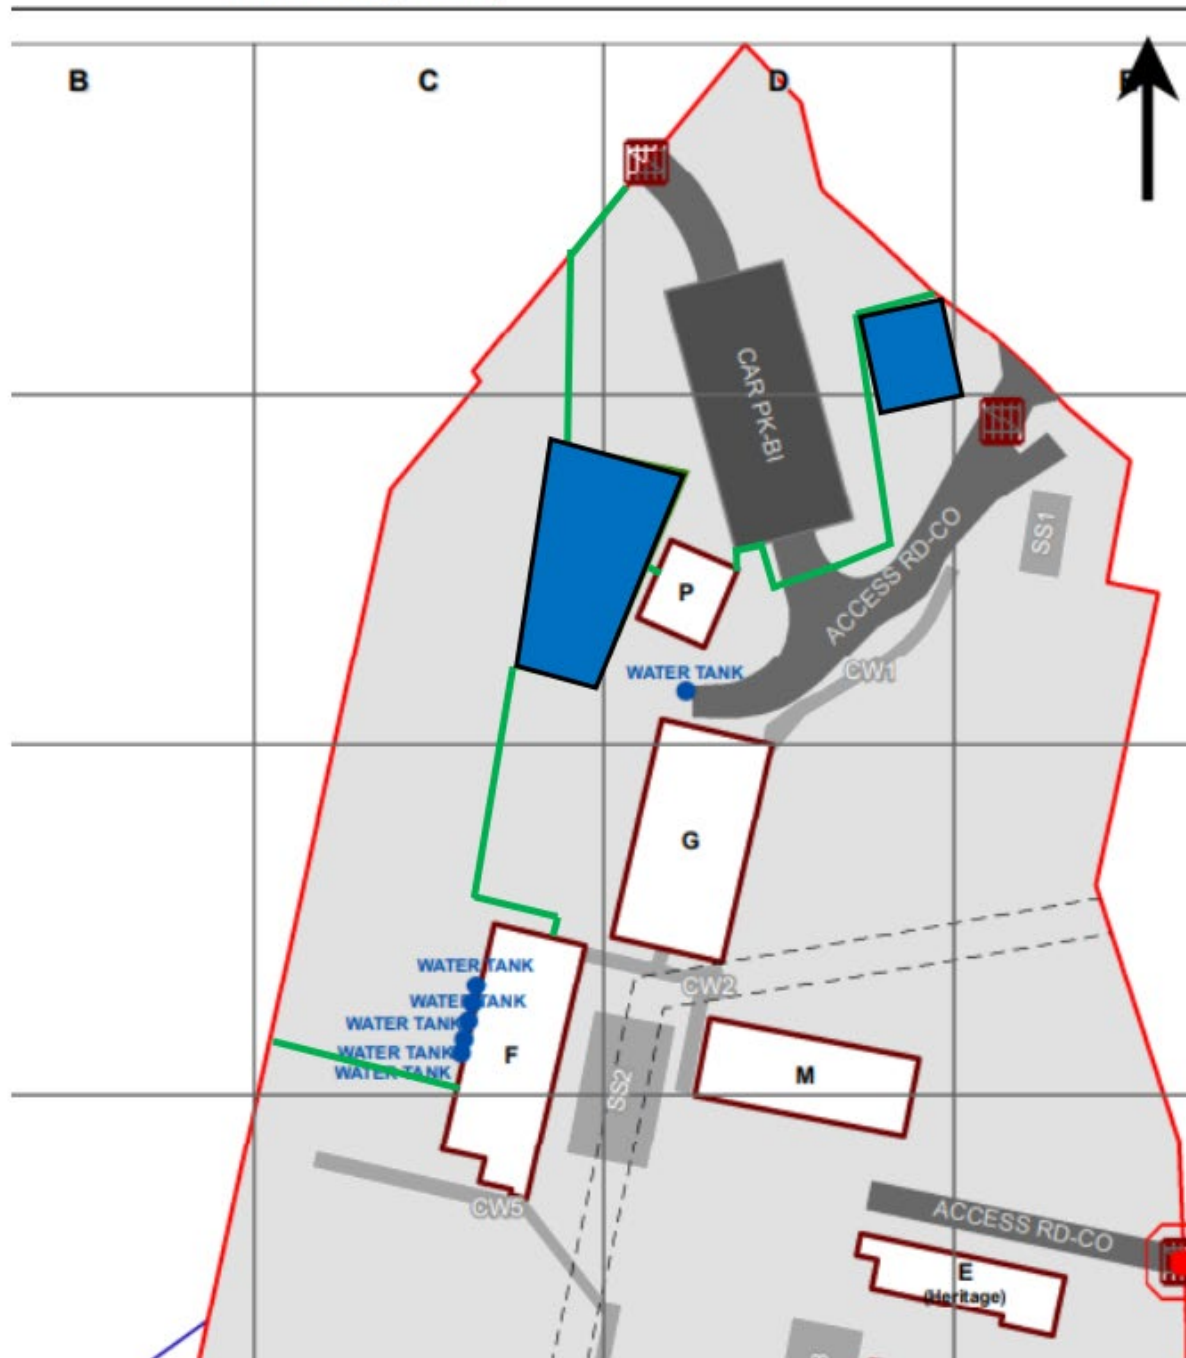 B
C
D
E
CAR PK-BI
SS1
ACCESS RD-CO
P
WATER TANK
CW1
G
WATER TANK
CW2
WATER TANK
WATER TANK
WATER TANK
WATER TANK
F
SS2
M
CW5
ACCESS RD-CO
E
(Heritage)